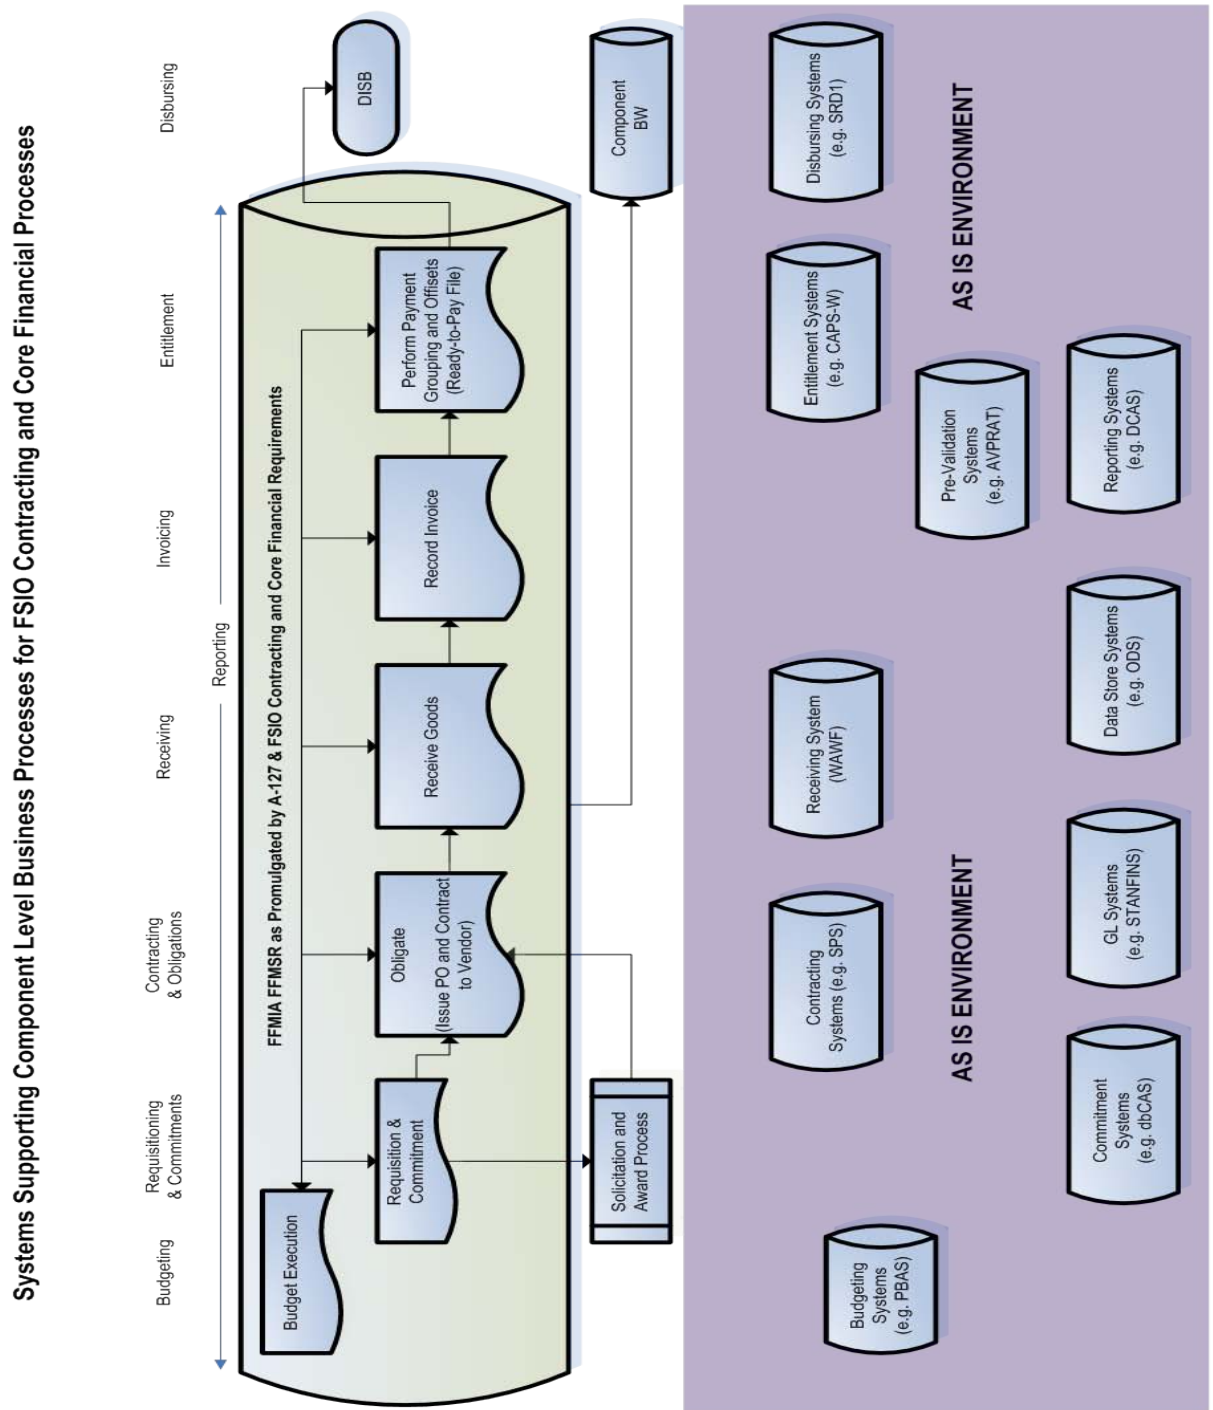 Systems Supporting Component Level Business Processes for FSIO Contracting and Core Financial Processes
Budgeting
Requisitioning
& Commitments
Contracting
& Obligations
Receiving
Invoicing
Entitlement
Disbursing
Reporting
FFMIA FFMSR as Promulgated by A-127 & FSIO Contracting and Core Financial Requirements
Budget Execution
Requisition &
Commitment
Obligate
(Issue PO and Contract
to Vendor)
Receive Goods
Record Invoice
Perform Payment
Grouping and Offsets
(Ready-to-Pay File)
DISB
Solicitation and
Award Process
Component
BW
Budgeting
Systems
(e.g. PBAS)
Contracting
Systems (e.g. SPS)
Receiving System
(WAWF)
Entitlement Systems
(e.g. CAPS-W)
Disbursing Systems
(e.g. SRD1)
AS IS ENVIRONMENT
Pre-Validation
Systems
(e.g. AVPRAT)
AS IS ENVIRONMENT
Commitment
Systems
(e.g. dbCAS)
GL Systems
(e.g. STANFINS)
Data Store Systems
(e.g. ODS)
Reporting Systems
(e.g. DCAS)